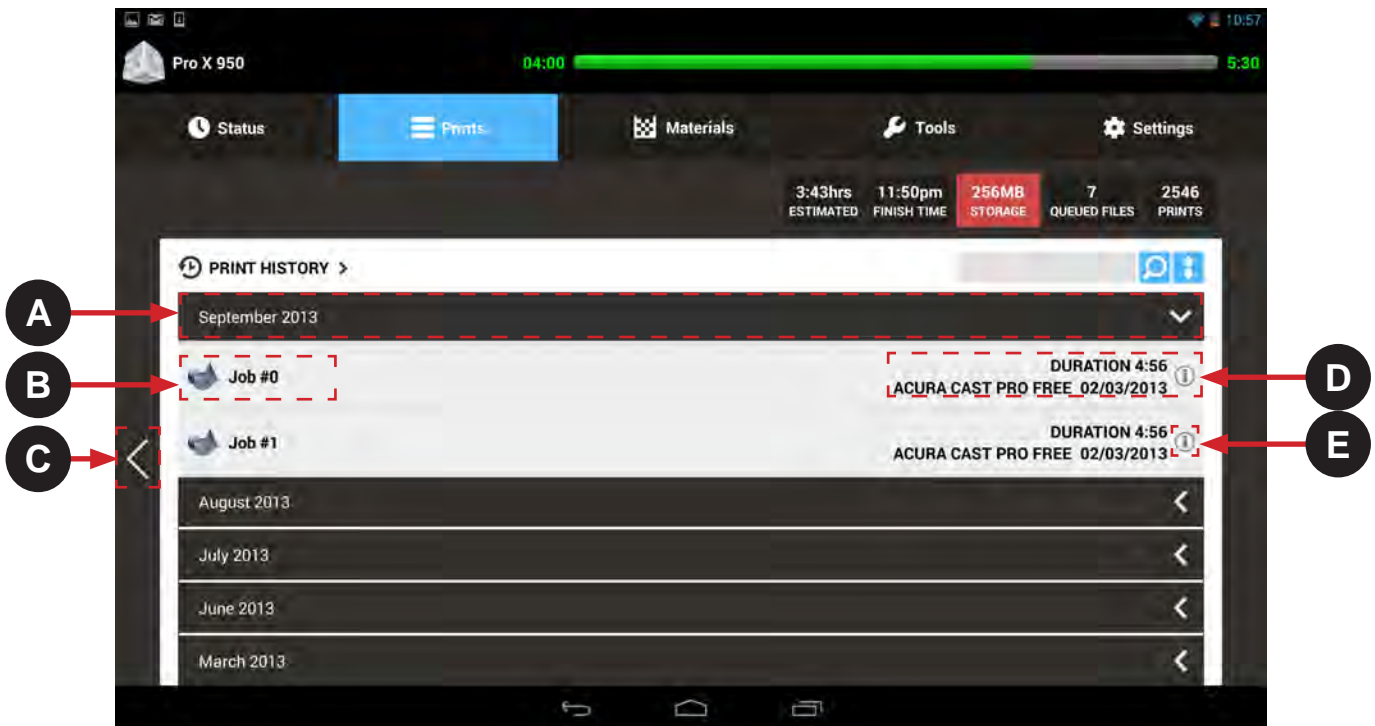 10:57
Pro X 950 04:00 5:30
Status Prints Materials Tools Settings
3:43hrs 11:50pm 256MB 7 2546
ESTIMATED FINISH TIME STORAGE QUEUED FILES PRINTS
PRINT HISTORY >
A September 2013
B Job #0 DURATION 4:56 D
ACURA CAST PRO FREE 02/03/2013
C Job #1 DURATION 4:56 E
ACURA CAST PRO FREE 02/03/2013
August 2013
July 2013
June 2013
March 2013